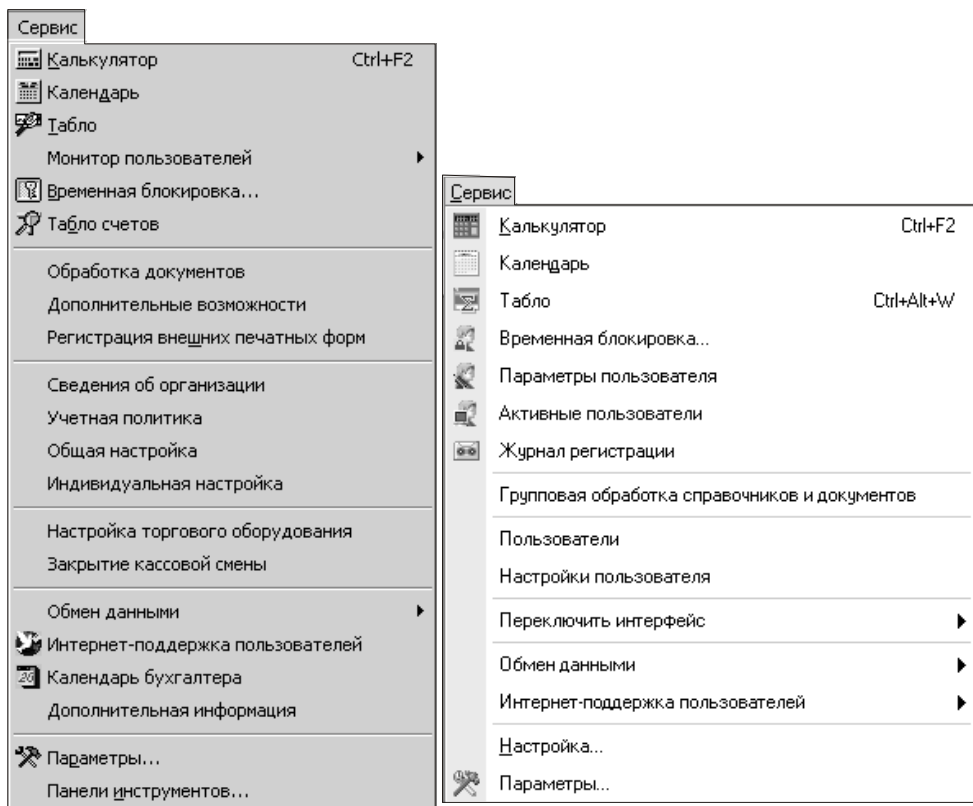 Сервис
Калькулятор Ctrl+F2
Календарь
Табло
Монитор пользователей
Временная блокировка...
Табло счетов
Обработка документов
Дополнительные возможности
Регистрация внешних печатных форм
Сведения об организации
Учетная политика
Общая настройка
Индивидуальная настройка
Настройка торгового оборудования
Закрытие кассовой смены
Обмен данными
Интернет-поддержка пользователей
Календарь бухгалтера
Дополнительная информация
Параметры...
Панели инструментов...
Сервис
Калькулятор Ctrl+F2
Календарь
Табло Ctrl+Alt+W
Временная блокировка...
Параметры пользователя
Активные пользователи
Журнал регистрации
Групповая обработка справочников и документов
Пользователи
Настройки пользователя
Переключить интерфейс
Обмен данными
Интернет-поддержка пользователей
Настройка...
Параметры...